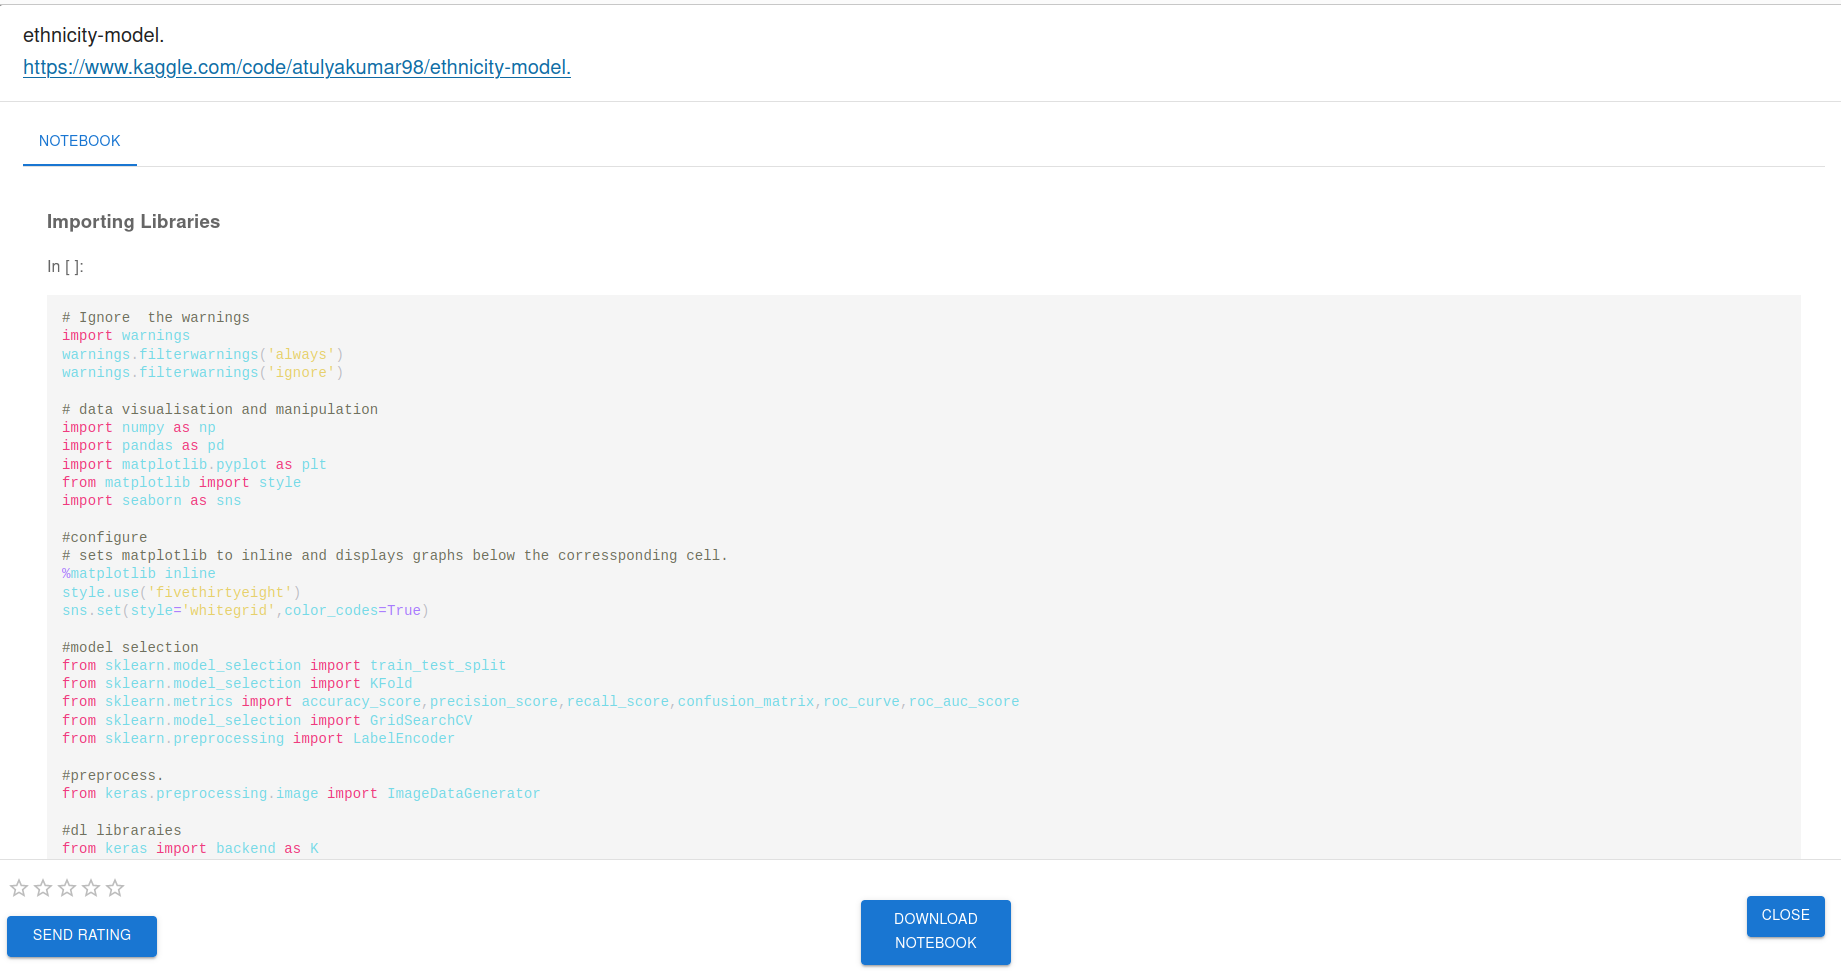 ethnicity-model.
https://www.kaggle.com/code/atulyakumar98/ethnicity-model.
NOTEBOOK
Importing Libraries
In [ ]:
# Ignore  the warnings
import warnings
warnings.filterwarnings('always')
warnings.filterwarnings('ignore')
# data visualisation and manipulation
import numpy as np
import pandas as pd
import matplotlib.pyplot as plt
from matplotlib import style
import seaborn as sns
#configure
# sets matplotlib to inline and displays graphs below the corressponding cell.
%matplotlib inline
style.use('fivethirtyeight')
sns.set(style='whitegrid',color_codes=True)
#model selection
from sklearn.model_selection import train_test_split
from sklearn.model_selection import KFold
from sklearn.metrics import accuracy_score,precision_score,recall_score,confusion_matrix,roc_curve,roc_auc_score
from sklearn.model_selection import GridSearchCV
from sklearn.preprocessing import LabelEncoder
#preprocess.
from keras.preprocessing.image import ImageDataGenerator
#dl libraraies
from keras import backend as K
SEND RATING
DOWNLOAD
NOTEBOOK
CLOSE